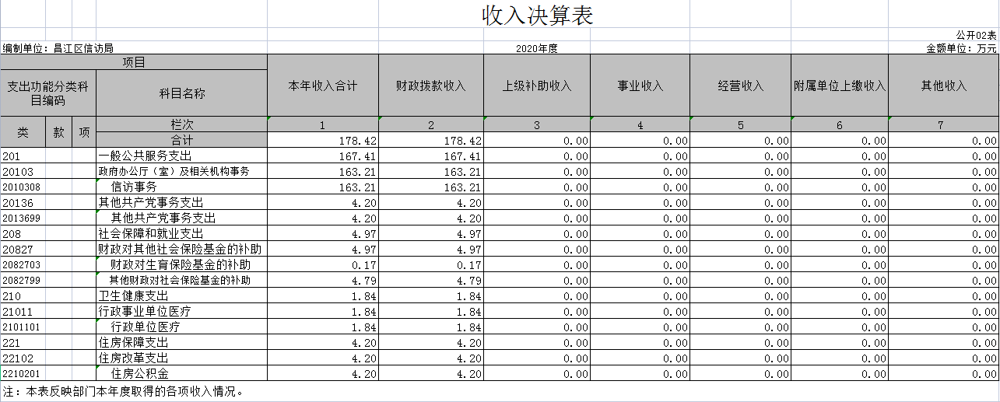 收入决算表
公开02表
编制单位：昌江区信访局 2020年度 金额单位：万元
项目 本年收入合计 财政拨款收入 上级补助收入 事业收入 经营收入 附属单位上缴收入 其他收入
支出功能分类科目编码 科目名称
类 款 项 栏次 1 2 3 4 5 6 7
合计 178.42 178.42 0.00 0.00 0.00 0.00 0.00
201 一般公共服务支出 167.41 167.41 0.00 0.00 0.00 0.00 0.00
20103 政府办公厅（室）及相关机构事务 163.21 163.21 0.00 0.00 0.00 0.00 0.00
2010308 信访事务 163.21 163.21 0.00 0.00 0.00 0.00 0.00
20136 其他共产党事务支出 4.20 4.20 0.00 0.00 0.00 0.00 0.00
2013699 其他共产党事务支出 4.20 4.20 0.00 0.00 0.00 0.00 0.00
208 社会保障和就业支出 4.97 4.97 0.00 0.00 0.00 0.00 0.00
20827 财政对其他社会保险基金的补助 4.97 4.97 0.00 0.00 0.00 0.00 0.00
2082703 财政对生育保险基金的补助 0.17 0.17 0.00 0.00 0.00 0.00 0.00
2082799 其他财政对社会保险基金的补助 4.79 4.79 0.00 0.00 0.00 0.00 0.00
210 卫生健康支出 1.84 1.84 0.00 0.00 0.00 0.00 0.00
21011 行政事业单位医疗 1.84 1.84 0.00 0.00 0.00 0.00 0.00
2101101 行政单位医疗 1.84 1.84 0.00 0.00 0.00 0.00 0.00
221 住房保障支出 4.20 4.20 0.00 0.00 0.00 0.00 0.00
22102 住房改革支出 4.20 4.20 0.00 0.00 0.00 0.00 0.00
2210201 住房公积金 4.20 4.20 0.00 0.00 0.00 0.00 0.00
注：本表反映部门本年度取得的各项收入情况。